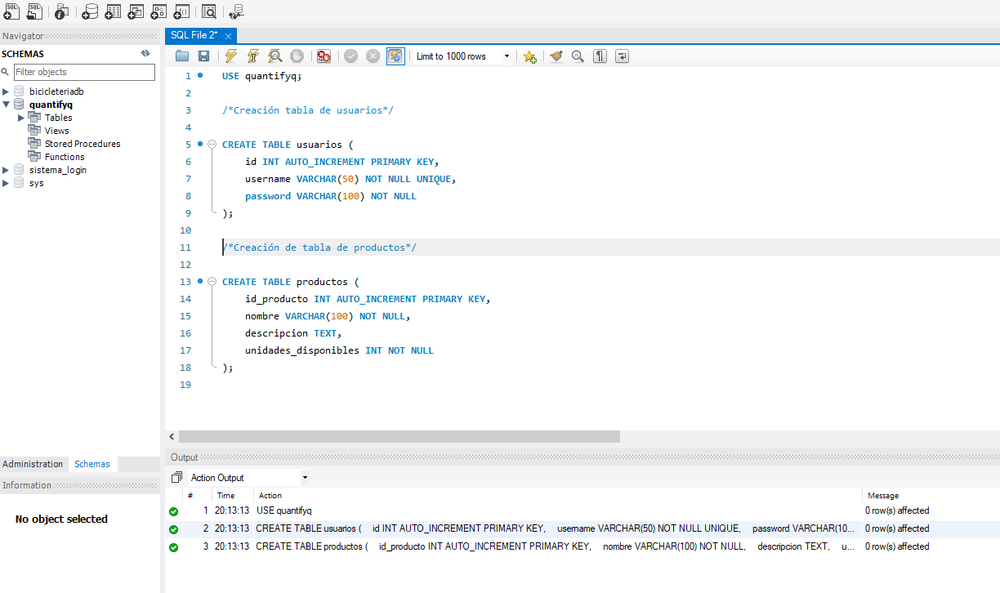 Navigator
SCHEMAS
Filter objects
bicicleteriadb
quantifyq
Tables
Views
Stored Procedures
Functions
sistema_login
sys
Administration
Schemas
Information
No object selected
SQL File 2*
Limit to 1000 rows
1 USE quantifyq;
2
3 /*Creación tabla de usuarios*/
4
5 CREATE TABLE usuarios (
6 id INT AUTO_INCREMENT PRIMARY KEY,
7 username VARCHAR(50) NOT NULL UNIQUE,
8 password VARCHAR(100) NOT NULL
9 );
10
11 /*Creación de tabla de productos*/
12
13 CREATE TABLE productos (
14 id_producto INT AUTO_INCREMENT PRIMARY KEY,
15 nombre VARCHAR(100) NOT NULL,
16 descripcion TEXT,
17 unidades_disponibles INT NOT NULL
18 );
19
Output
Action Output
# Time Action Message
1 20:13:13 USE quantifyq 0 row(s) affected
2 20:13:13 CREATE TABLE usuarios ( id INT AUTO_INCREMENT PRIMARY KEY, username VARCHAR(50) NOT NULL UNIQUE, password VARCHAR(10... 0 row(s) affected
3 20:13:13 CREATE TABLE productos ( id_producto INT AUTO_INCREMENT PRIMARY KEY, nombre VARCHAR(100) NOT NULL, descripcion TEXT, u... 0 row(s) affected